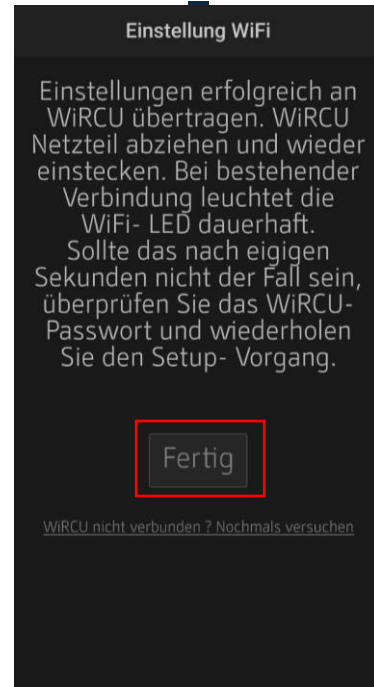 Einstellung WiFi
Einstellungen erfolgreich an
WiRCU übertragen. WiRCU
Netzteil abziehen und wieder
einstecken. Bei bestehender
Verbindung leuchtet die
WiFi- LED dauerhaft.
Sollte das nach eigigen
Sekunden nicht der Fall sein,
überprüfen Sie das WiRCU-
Passwort und wiederholen
Sie den Setup- Vorgang.
Fertig
WiRCU nicht verbunden ? Nochmals versuchen